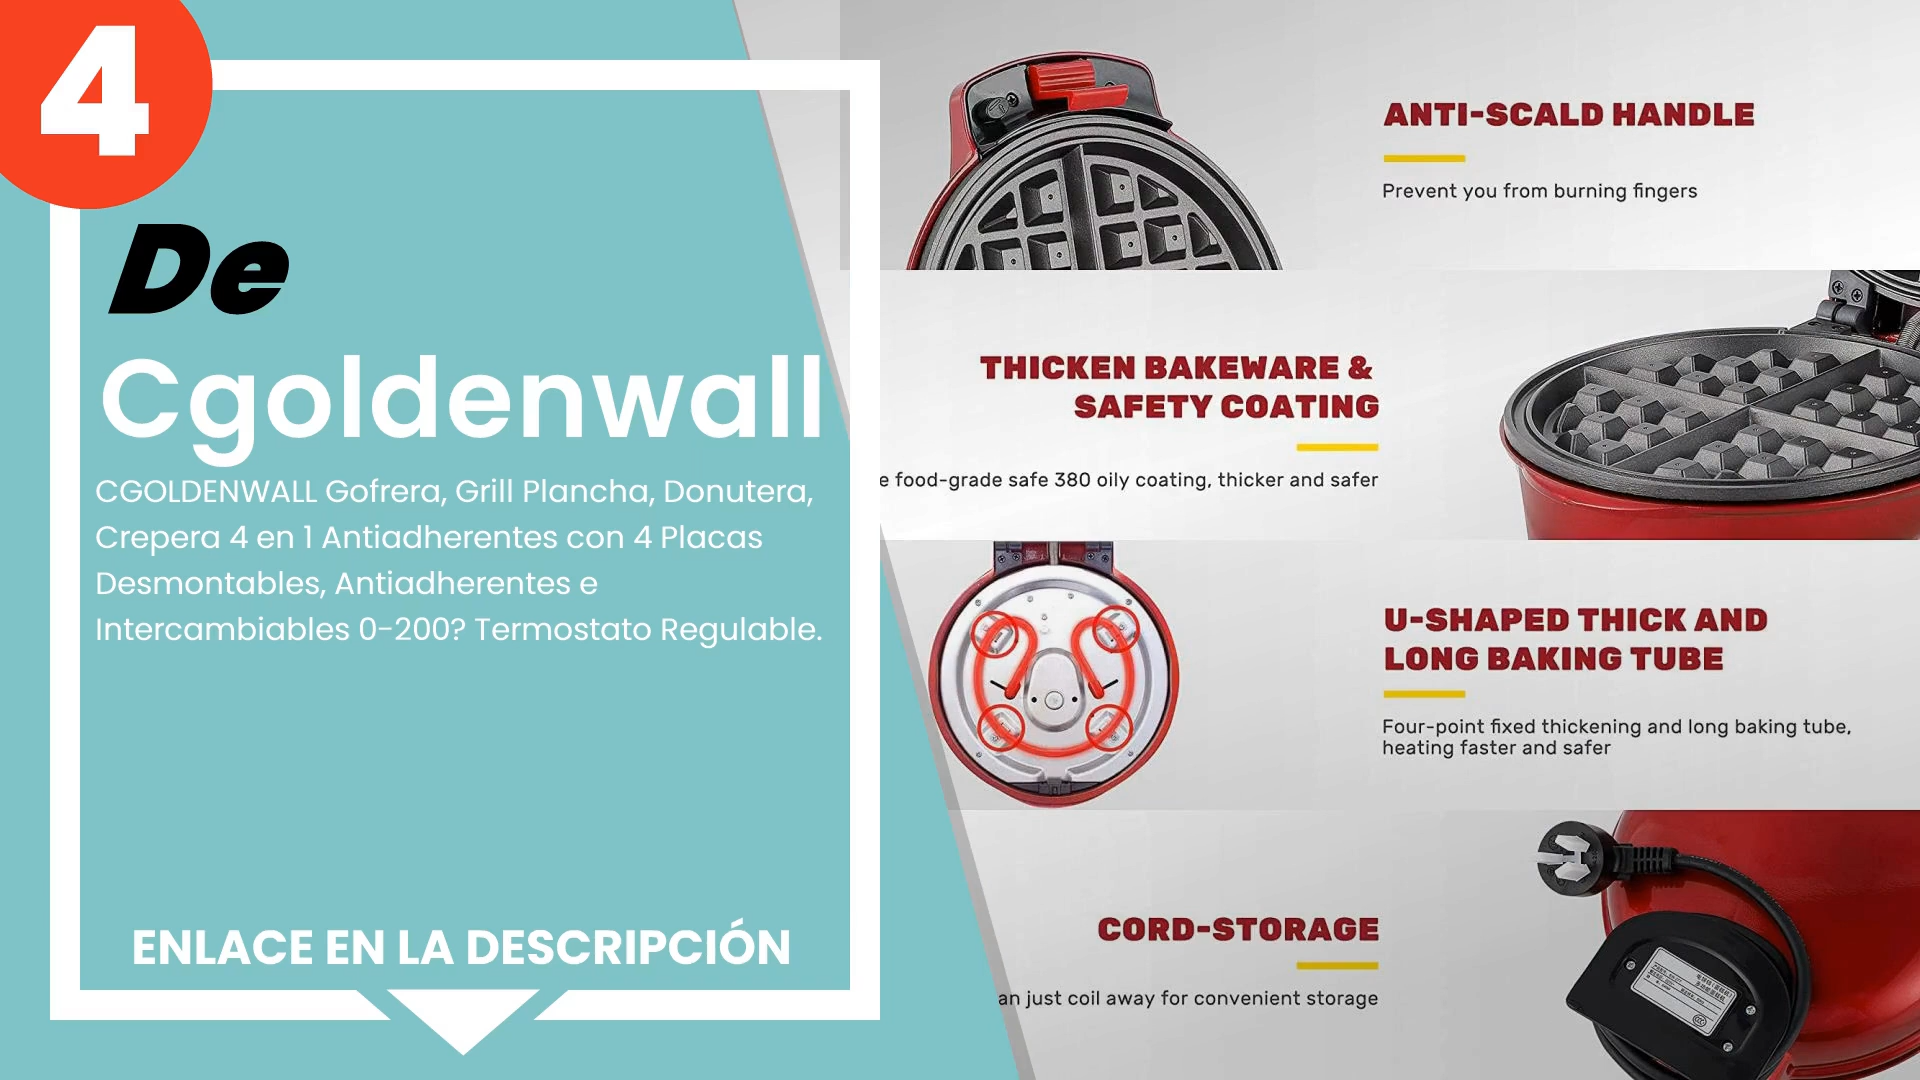 4
De
Cgoldenwall
CGOLDENWALL Gofrera, Grill Plancha, Donutera,
Crepera 4 en 1 Antiadherentes con 4 Placas
Desmontables, Antiadherentes e
Intercambiables 0-200? Termostato Regulable.
ENLACE EN LA DESCRIPCIÓN
ANTI-SCALD HANDLE
Prevent you from burning fingers
THICKEN BAKEWARE &
SAFETY COATING
e food-grade safe 380 oily coating, thicker and safer
U-SHAPED THICK AND
LONG BAKING TUBE
Four-point fixed thickening and long baking tube,
heating faster and safer
CORD-STORAGE
an just coil away for convenient storage